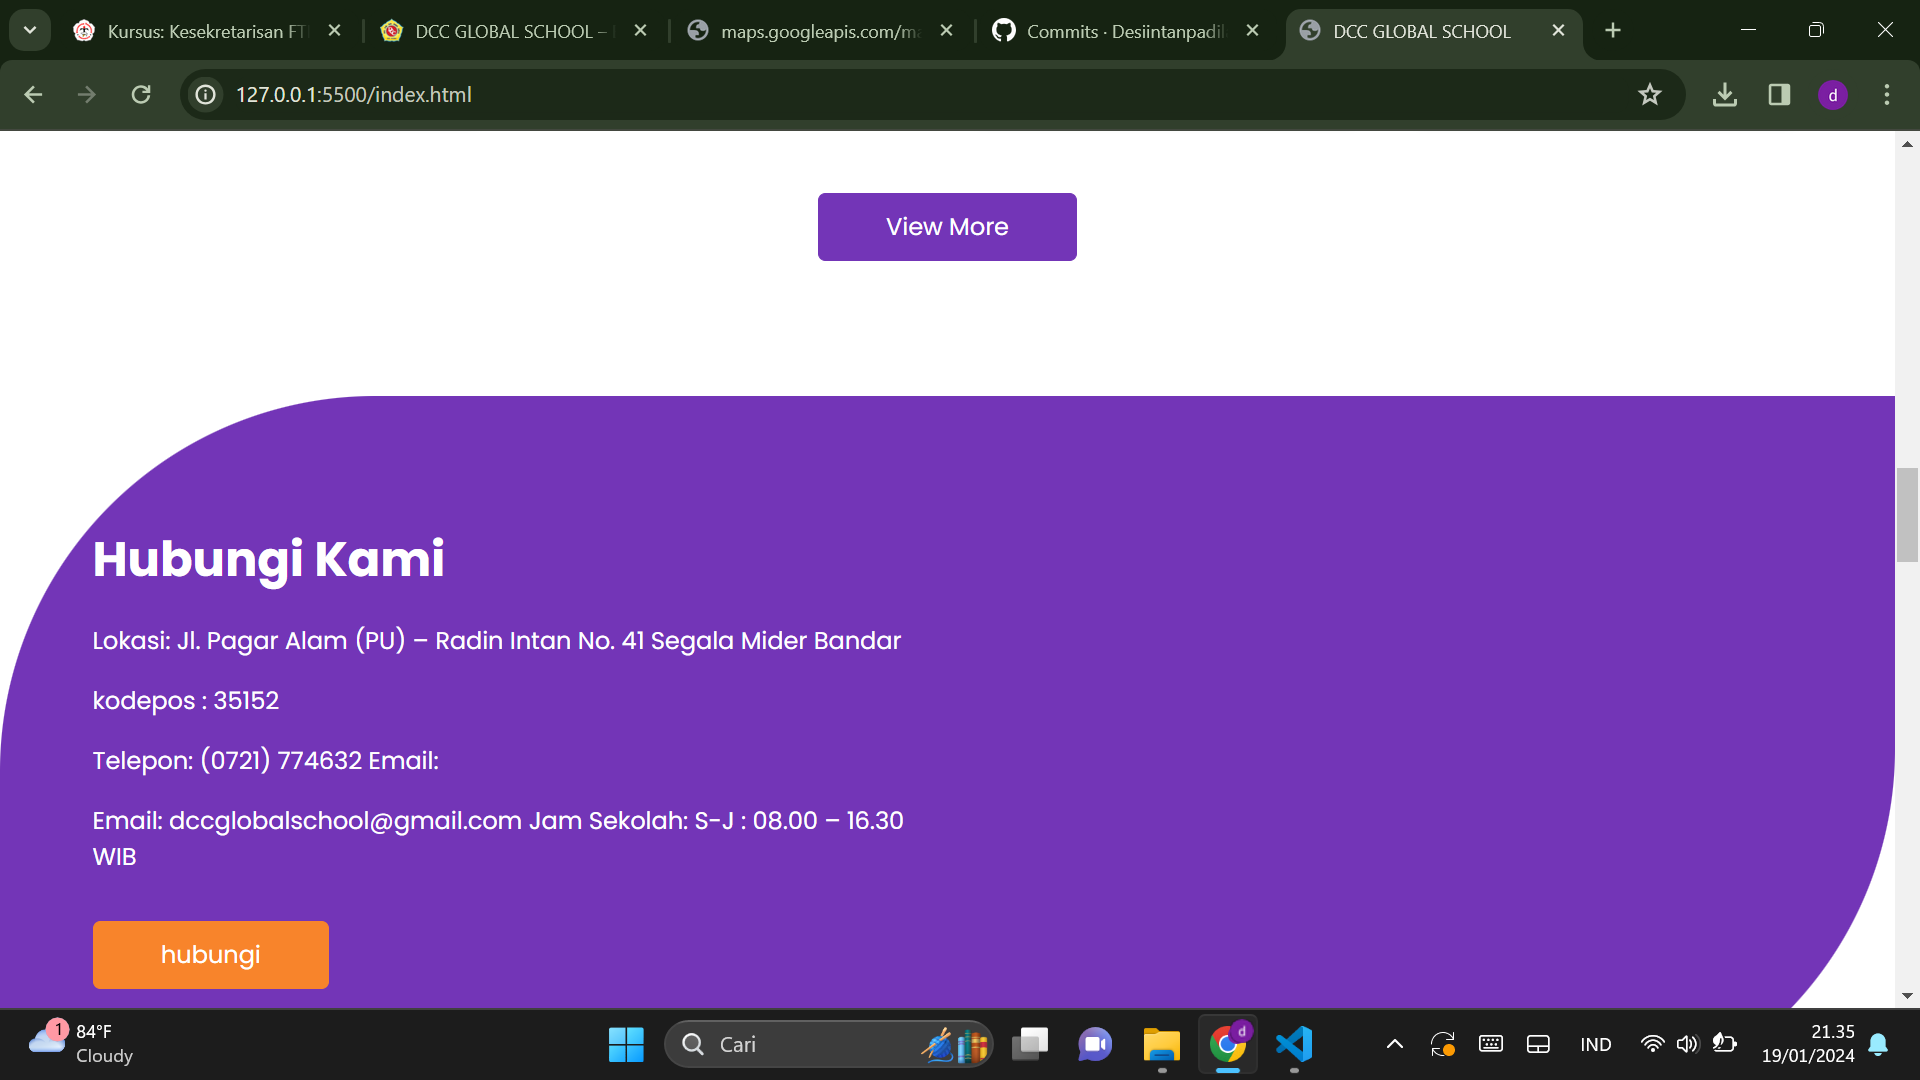 Kursus: Kesekretarisan FTI
DCC GLOBAL SCHOOL –
maps.googleapis.com/ma
Commits · Desiintanpadil
DCC GLOBAL SCHOOL
127.0.0.1:5500/index.html
d
View More
Hubungi Kami
Lokasi: Jl. Pagar Alam (PU) – Radin Intan No. 41 Segala Mider Bandar
kodepos : 35152
Telepon: (0721) 774632 Email:
Email: dccglobalschool@gmail.com Jam Sekolah: S-J : 08.00 – 16.30
WIB
hubungi
1
84°F
Cloudy
Cari
d
IND
21.35
19/01/2024